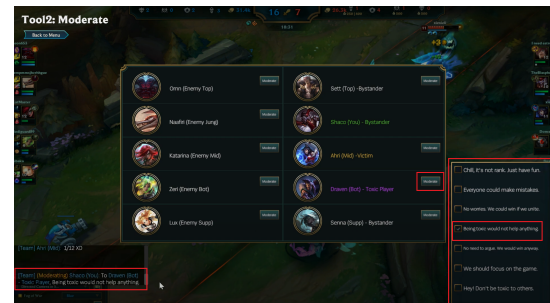 Tool2: Moderate
Back to Menu
16 7
19:21
Ornn (Enemy Top)
Moderate
Sett (Top) -Bystander
Moderate
Naafiri (Enemy Jung)
Moderate
Shaco (You) - Bystander
Katarina (Enemy Mid)
Moderate
Ahri (Mid) -Victim
Moderate
Zeri (Enemy Bot)
Moderate
Draven (Bot) - Toxic Player
Moderate
Lux (Enemy Supp)
Moderate
Senna (Supp) - Bystander
Moderate
Chill, it's not rank. Just have fun.
Everyone could make mistakes.
No worries. We could win if we unite.
Being toxic would not help anything.
No need to argue. We would win anyway.
We should focus on the game.
Hey! Don't be toxic to others.
[Team] Ahri (Mid): 1/12 XD
[Team] (Moderating) Shaco (You): To Draven (Bot)
- Toxic Player, Being toxic would not help anything